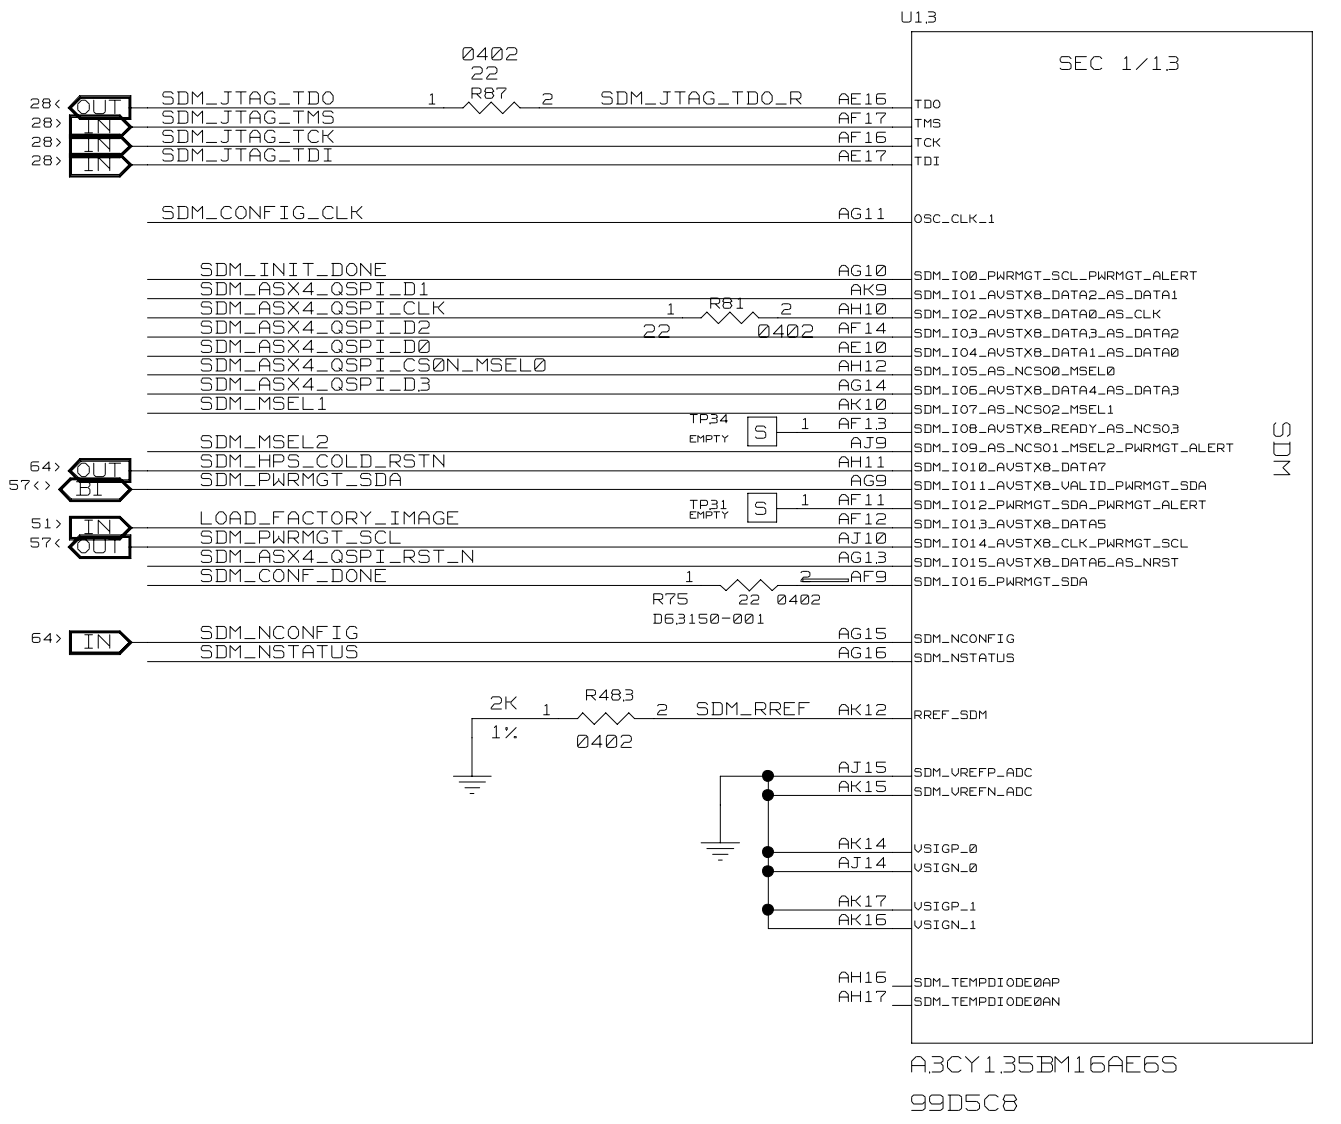 U13
SEC 1/13
0402
22
28< OUT SDM_JTAG_TDO 1 R87 2 SDM_JTAG_TDO_R AE16 TDO
28> IN SDM_JTAG_TMS AF17 TMS
28> IN SDM_JTAG_TCK AF16 TCK
28> IN SDM_JTAG_TDI AE17 TDI
SDM_CONFIG_CLK AG11 OSC_CLK_1
SDM_INIT_DONE AG10 SDM_IO0_PWRMGT_SCL_PWRMGT_ALERT
SDM_ASX4_QSPI_D1 AK9 SDM_IO1_AVSTX8_DATA2_AS_DATA1
SDM_ASX4_QSPI_CLK 1 R81 2 AH10 SDM_IO2_AVSTX8_DATA0_AS_CLK
22 0402
SDM_ASX4_QSPI_D2 AF14 SDM_IO3_AVSTX8_DATA3_AS_DATA2
SDM_ASX4_QSPI_D0 AE10 SDM_IO4_AVSTX8_DATA1_AS_DATA0
SDM_ASX4_QSPI_CS0N_MSEL0 AH12 SDM_IO5_AS_NCSO0_MSEL0
SDM_ASX4_QSPI_D3 AG14 SDM_IO6_AVSTX8_DATA4_AS_DATA3
SDM_MSEL1 AK10 SDM_IO7_AS_NCSO2_MSEL1
TP34 EMPTY S 1 AF13 SDM_IO8_AVSTX8_READY_AS_NCSO3
SDM_MSEL2 AJ9 SDM_IO9_AS_NCSO1_MSEL2_PWRMGT_ALERT
SDM
64> OUT SDM_HPS_COLD_RSTN AH11 SDM_IO10_AVSTX8_DATA7
57<> BI SDM_PWRMGT_SDA AG9 SDM_IO11_AVSTX8_VALID_PWRMGT_SDA
TP31 EMPTY S 1 AF11 SDM_IO12_PWRMGT_SDA_PWRMGT_ALERT
51> IN LOAD_FACTORY_IMAGE AF12 SDM_IO13_AVSTX8_DATA5
57< OUT SDM_PWRMGT_SCL AJ10 SDM_IO14_AVSTX8_CLK_PWRMGT_SCL
SDM_ASX4_QSPI_RST_N AG13 SDM_IO15_AVSTX8_DATA6_AS_NRST
SDM_CONF_DONE 1 2 AF9 SDM_IO16_PWRMGT_SDA
R75 22 0402
D63150-001
64> IN SDM_NCONFIG AG15 SDM_NCONFIG
SDM_NSTATUS AG16 SDM_NSTATUS
2K 1 R483 2 SDM_RREF AK12 RREF_SDM
1% 0402
AJ15 SDM_VREFP_ADC
AK15 SDM_VREFN_ADC
AK14 VSIGP_0
AJ14 VSIGN_0
AK17 VSIGP_1
AK16 VSIGN_1
AH16 SDM_TEMPDIODE0AP
AH17 SDM_TEMPDIODE0AN
A3CY135BM16AE6S
99D5C8